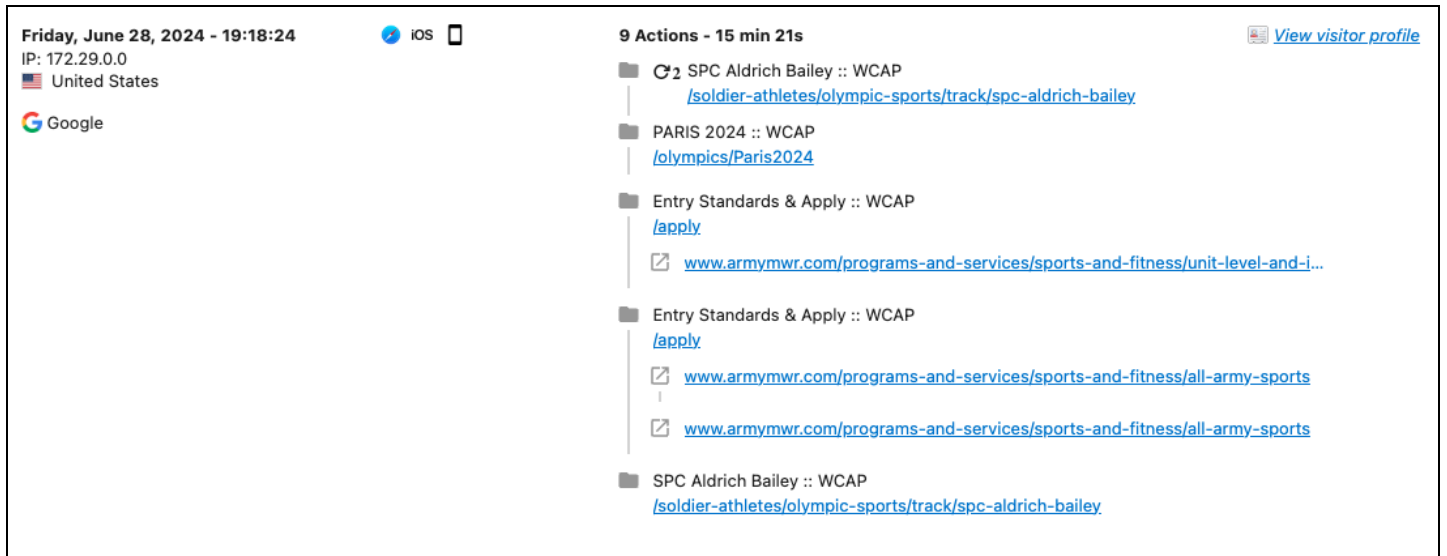 Friday, June 28, 2024 - 19:18:24
iOS
IP: 172.29.0.0
United States
Google
9 Actions - 15 min 21s
View visitor profile
2 SPC Aldrich Bailey :: WCAP
/soldier-athletes/olympic-sports/track/spc-aldrich-bailey
PARIS 2024 :: WCAP
/olympics/Paris2024
Entry Standards & Apply :: WCAP
/apply
www.armymwr.com/programs-and-services/sports-and-fitness/unit-level-and-i...
Entry Standards & Apply :: WCAP
/apply
www.armymwr.com/programs-and-services/sports-and-fitness/all-army-sports
www.armymwr.com/programs-and-services/sports-and-fitness/all-army-sports
SPC Aldrich Bailey :: WCAP
/soldier-athletes/olympic-sports/track/spc-aldrich-bailey